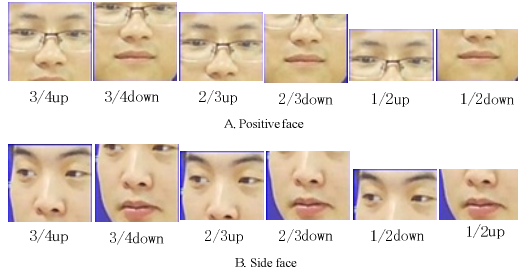 3/4up 3/4down 2/3up 2/3down 1/2up 1/2down
A. Positive face
3/4up 3/4down 2/3up 2/3down 1/2down 1/2up
B. Side face